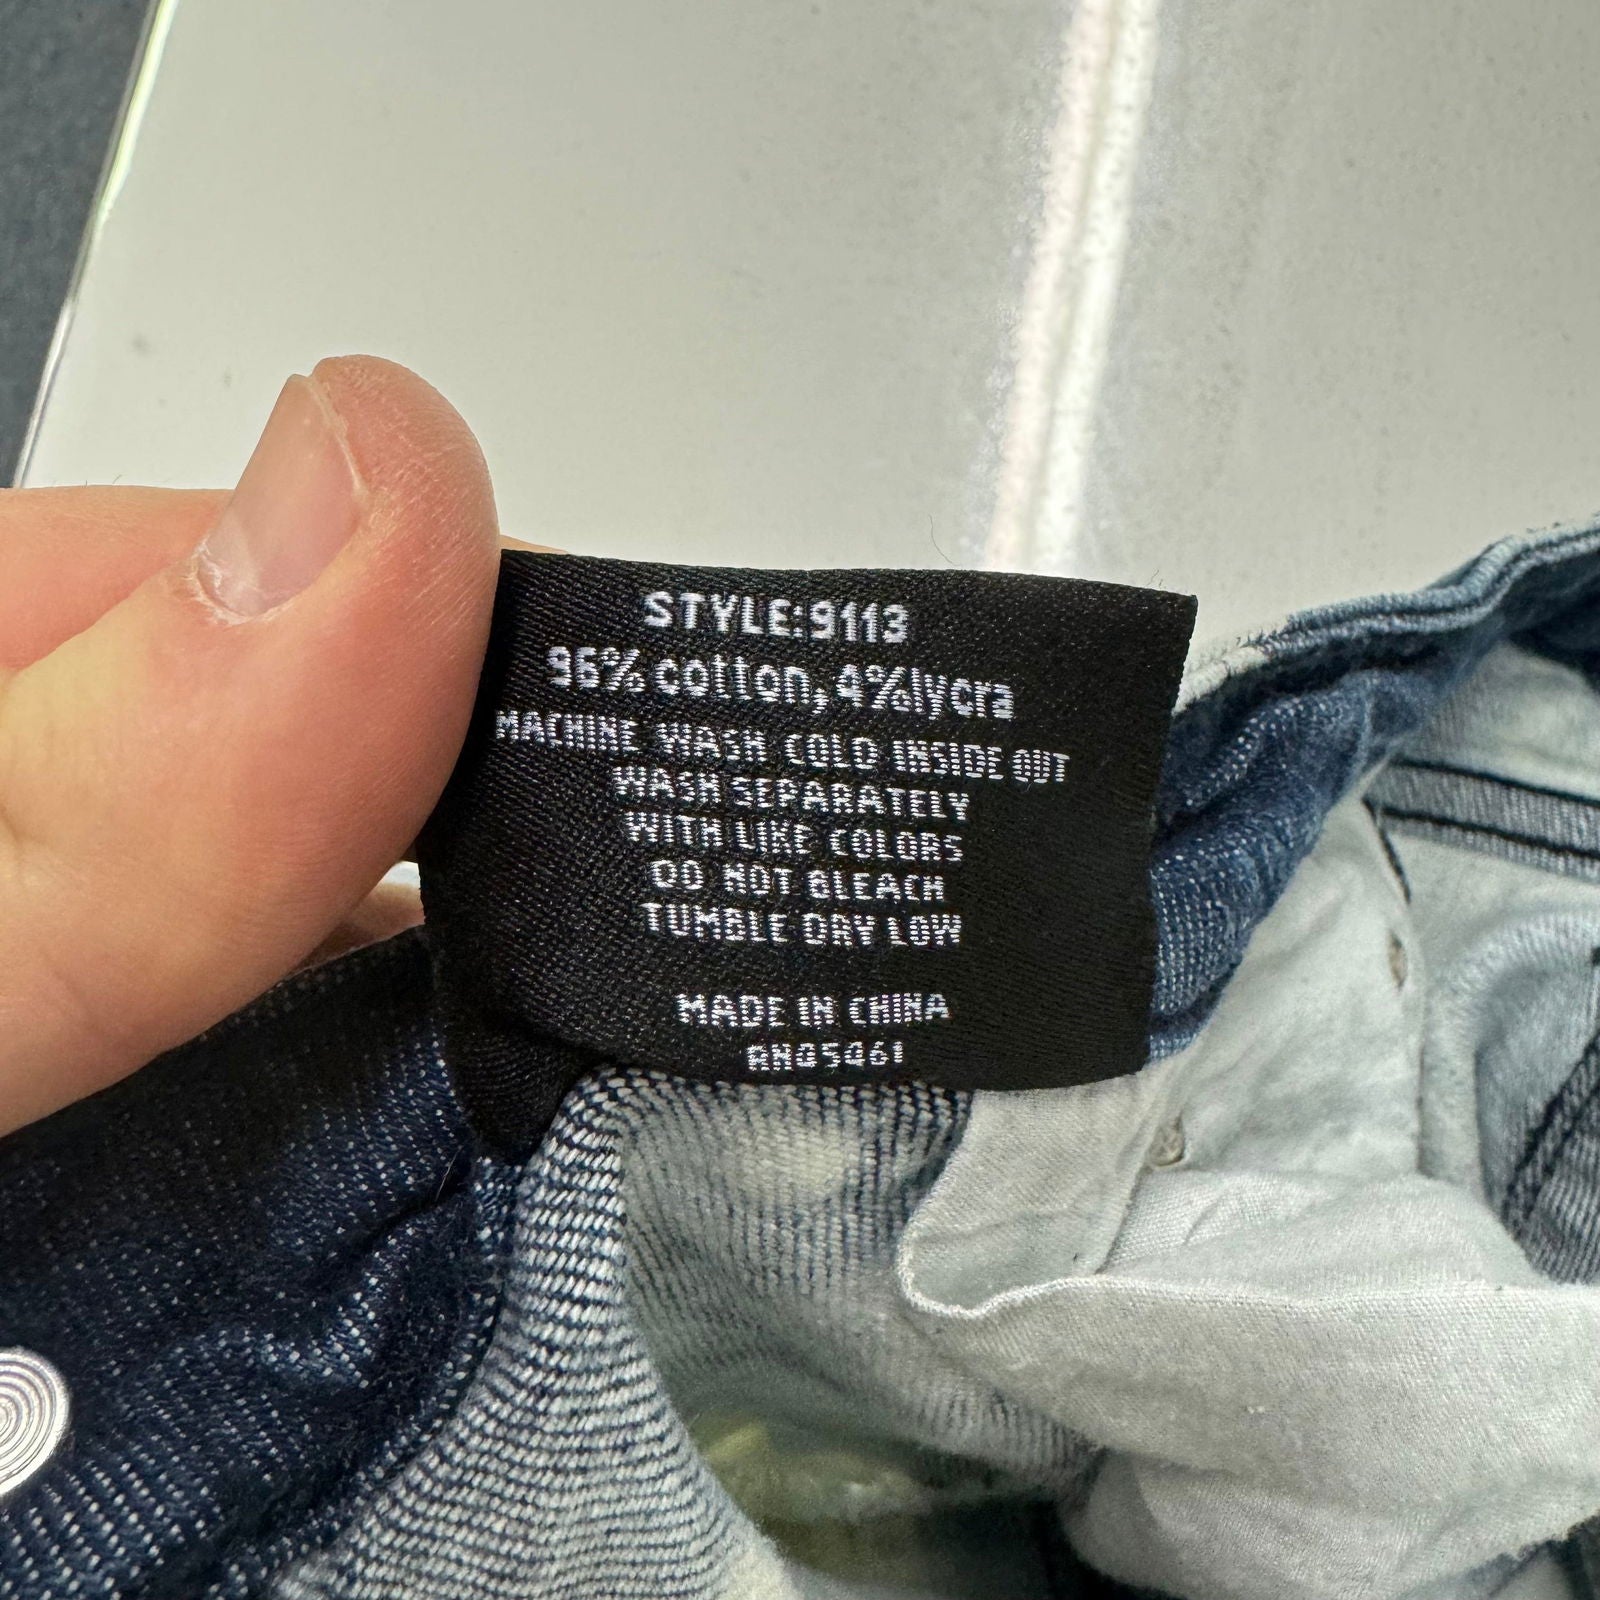 STYLE:9113
96% cotton, 4%lycra
MACHINE WASH COLD INSIDE OUT
WASH SEPARATELY
WITH LIKE COLORS
DO NOT BLEACH
TUMBLE DRY LOW
MADE IN CHINA